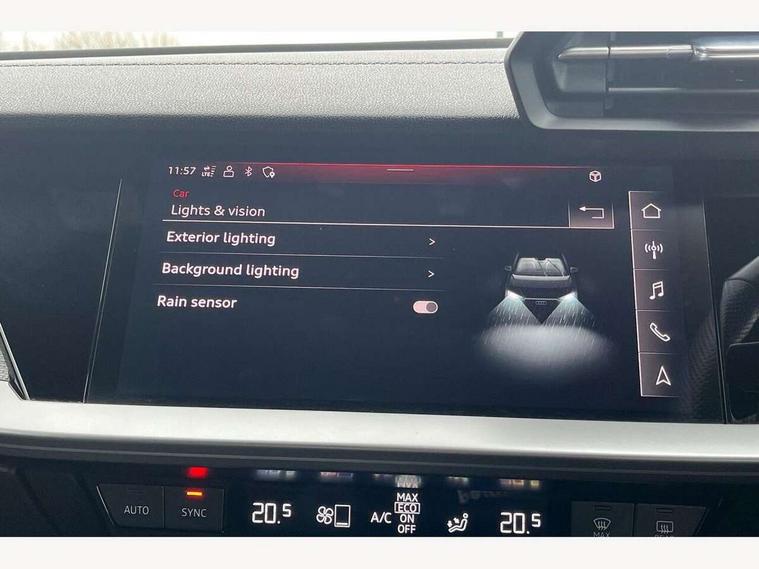 11:57 LTE
Car
Lights & vision
Exterior lighting >
Background lighting >
Rain sensor
AUTO
SYNC
20.5
A/C
MAX
ECO
ON
OFF
20.5
MAX
REAR